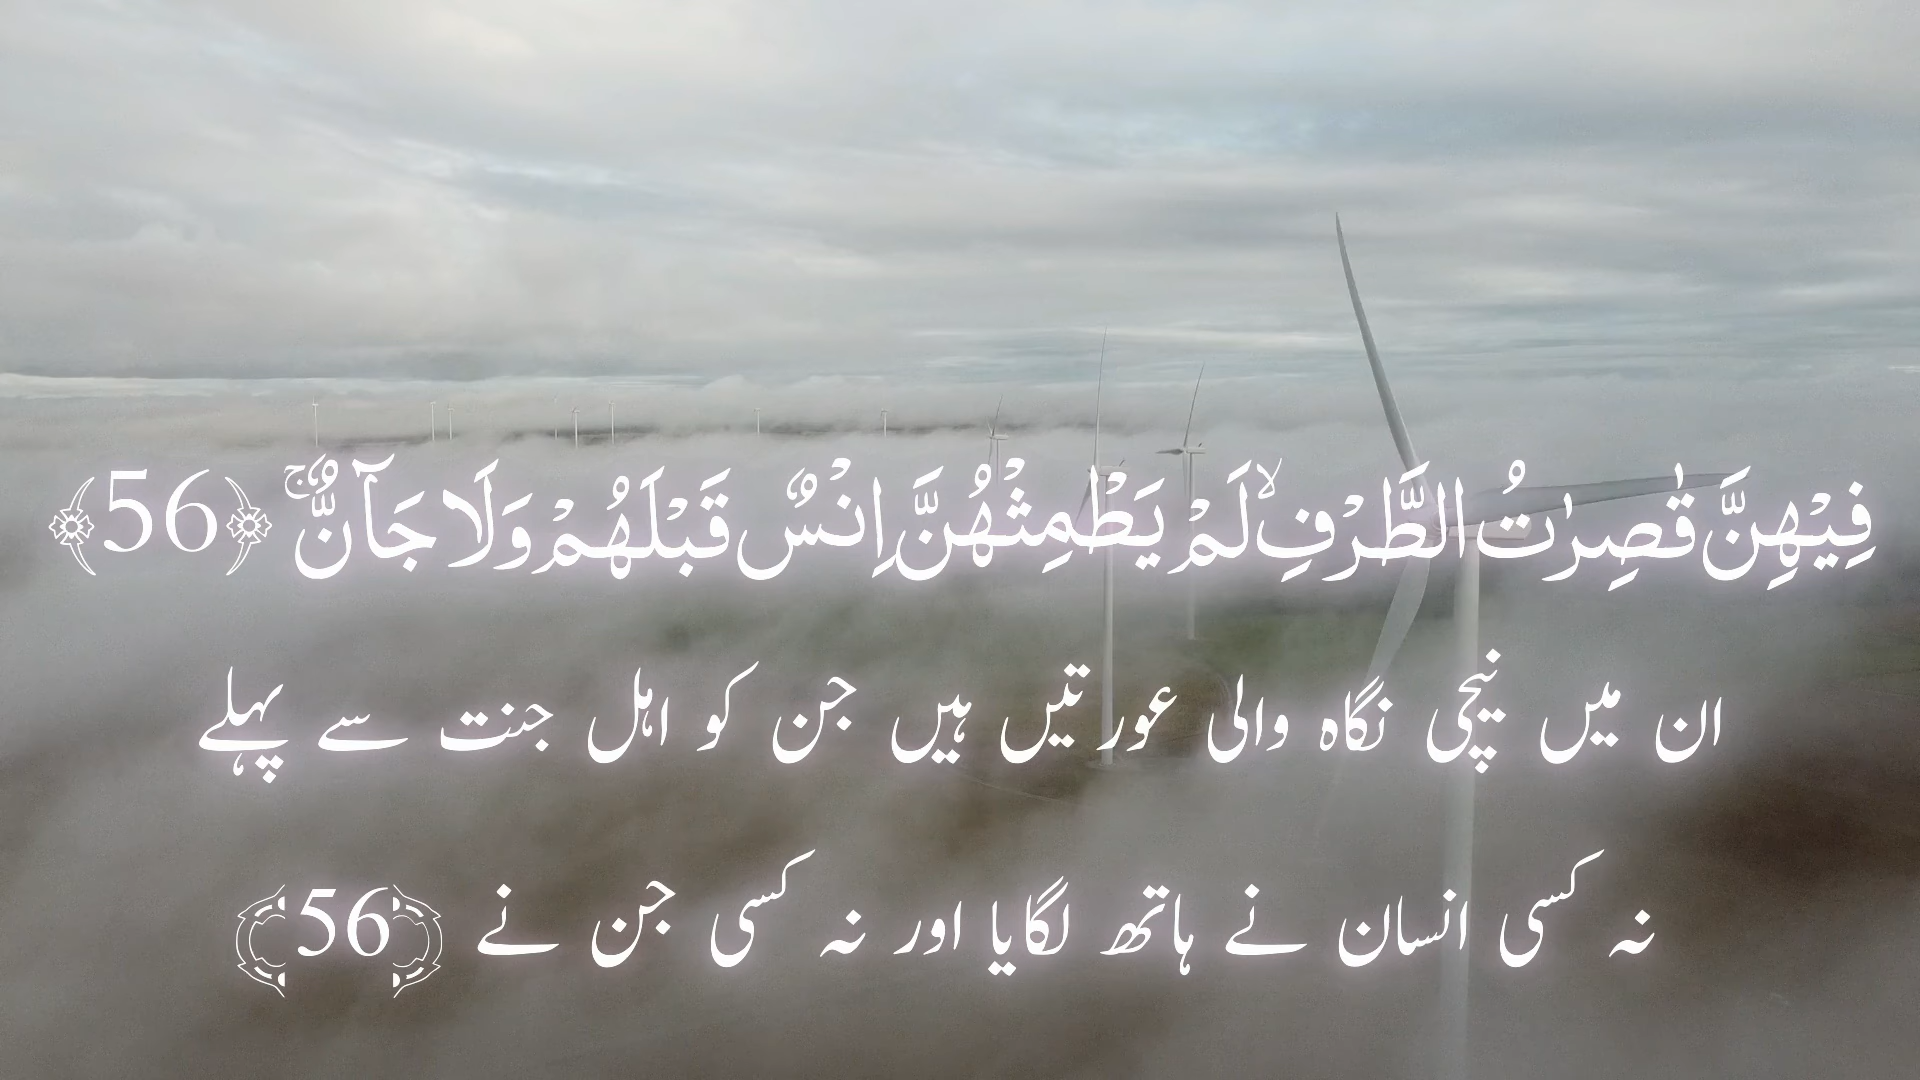 فِيْهِنَّ قٰصِرٰتُ الطَّرْفِۙ لَمْ يَطْمِثْهُنَّ اِنْسٌ قَبْلَهُمْ وَلَا جَآنٌّۚ ﴿56﴾
ان میں نیچی نگاہ والی عورتیں ہیں جن کو اہل جنت سے پہلے
نہ کسی انسان نے ہاتھ لگایا اور نہ کسی جن نے ﴿56﴾